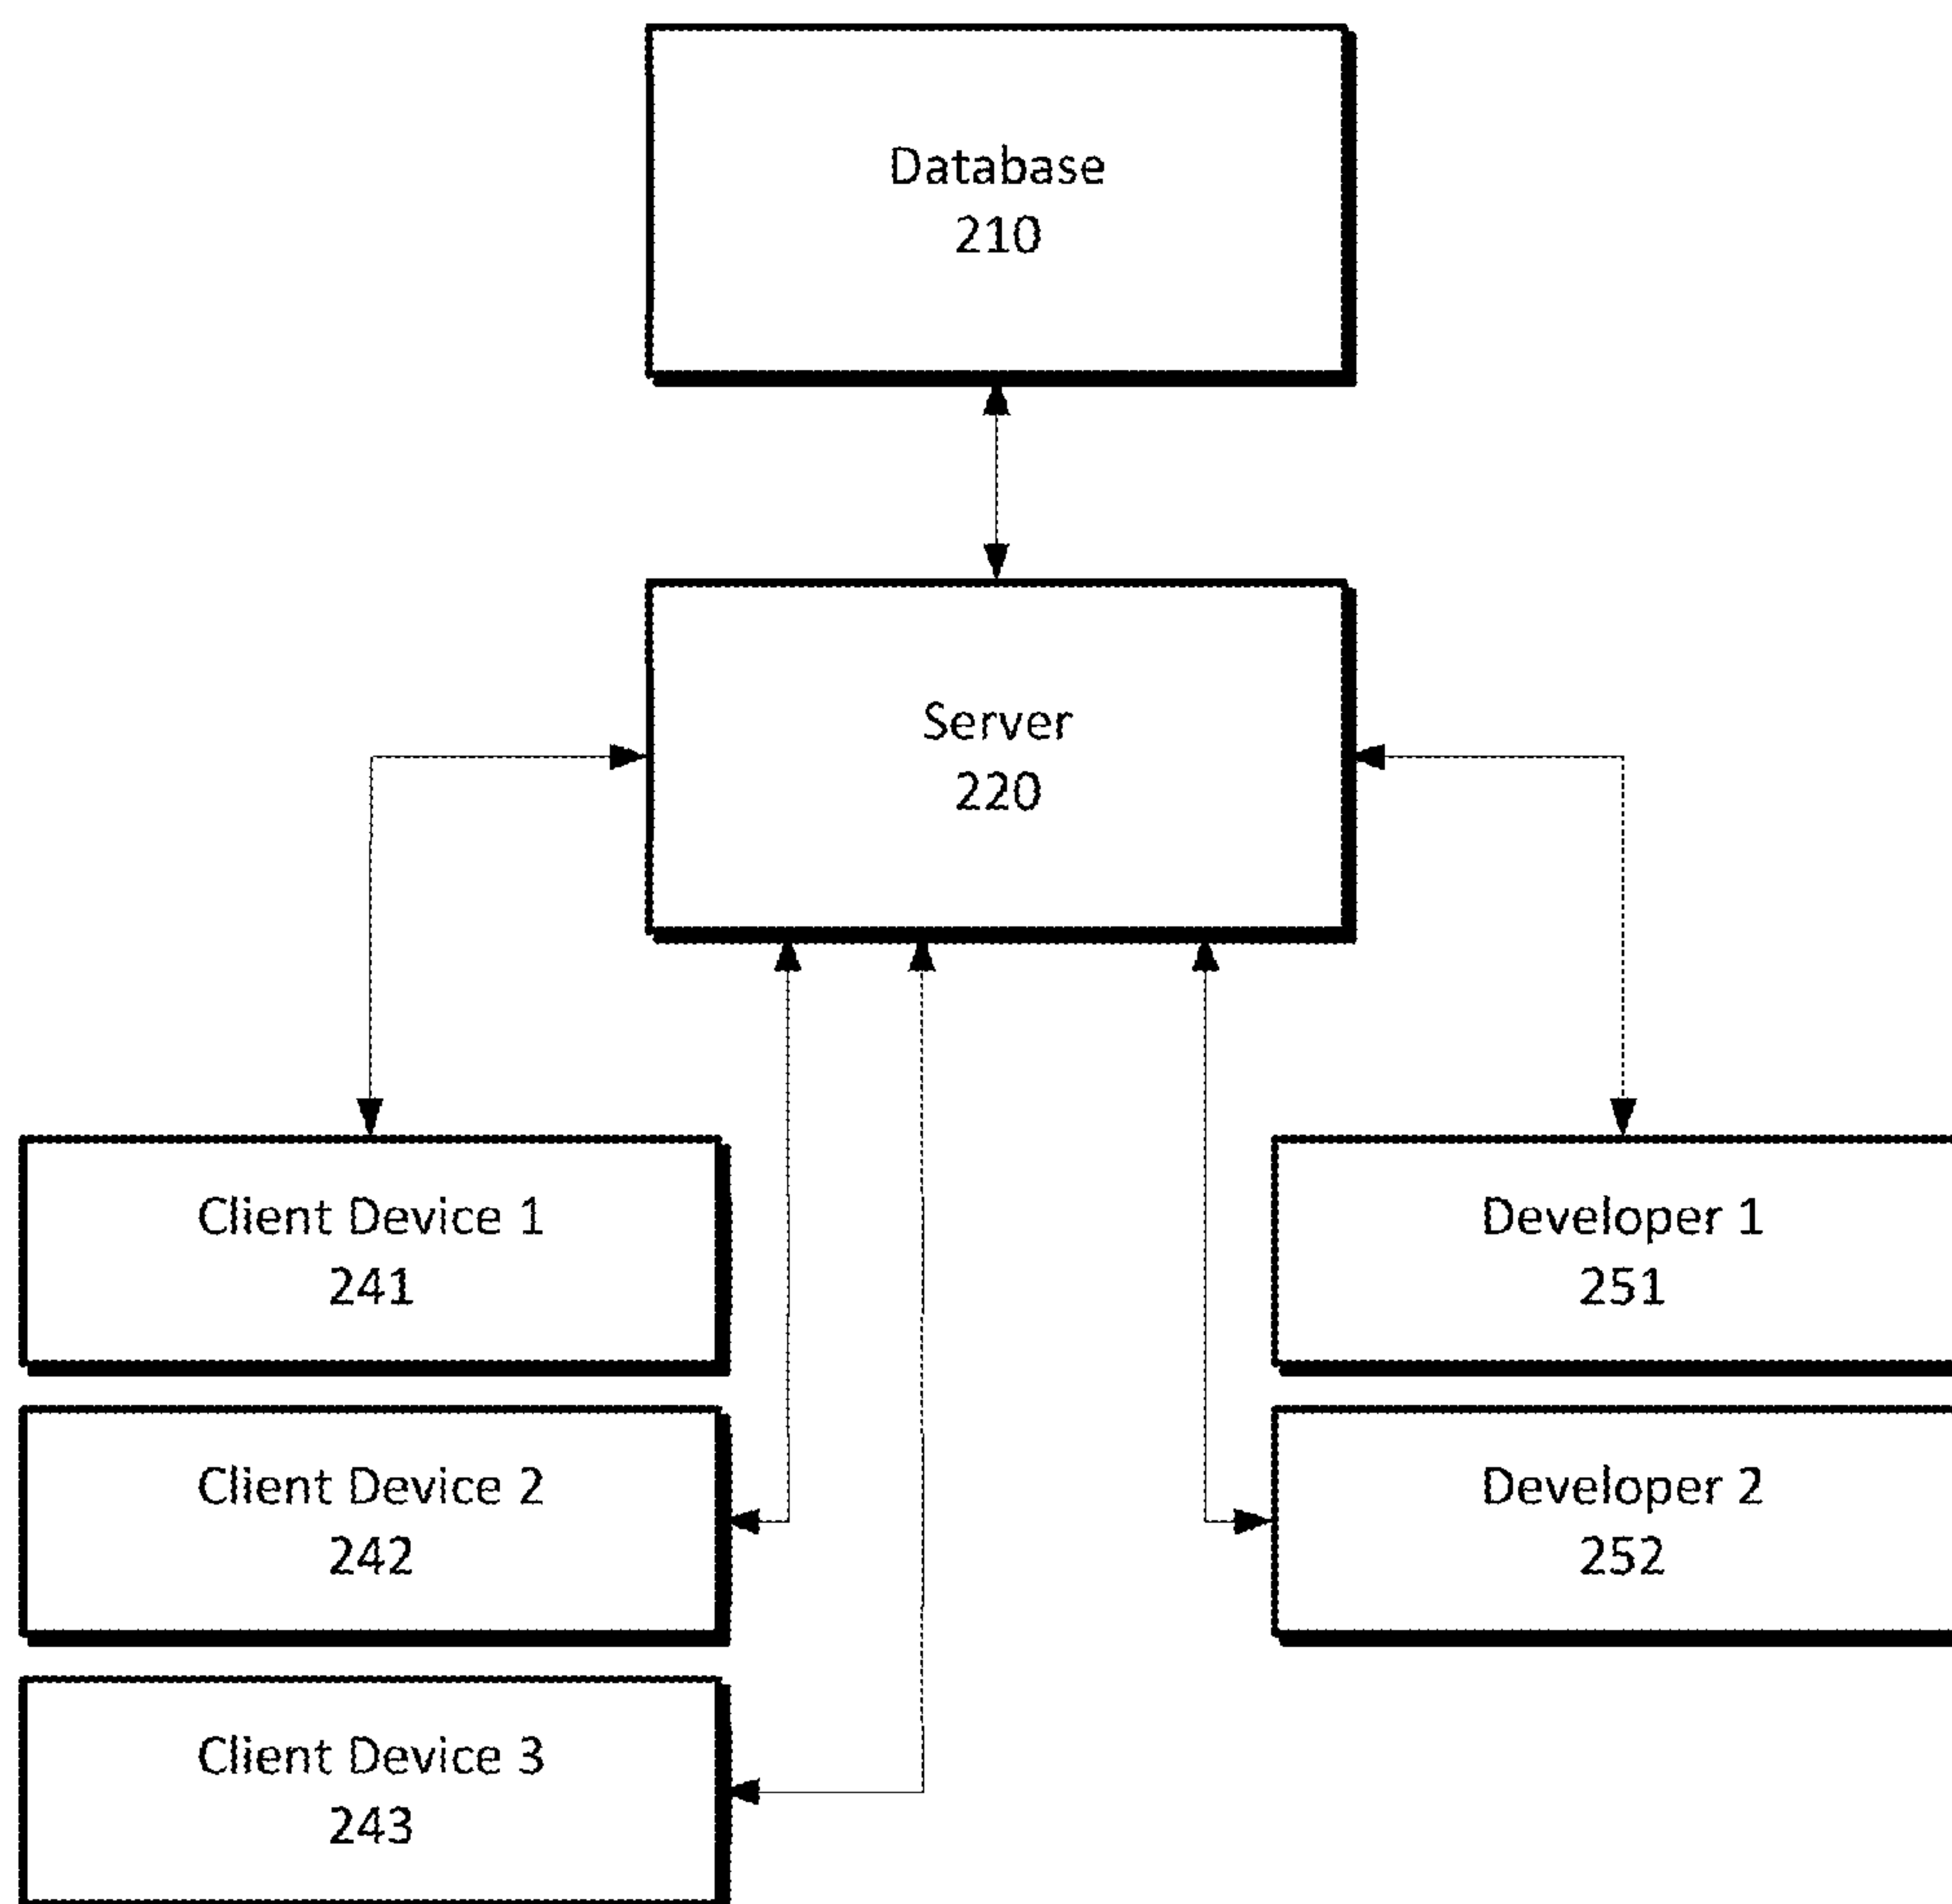 Database
210
Server
220
Client Device 1
241
Developer 1
251
Client Device 2
242
Developer 2
252
Client Device 3
243